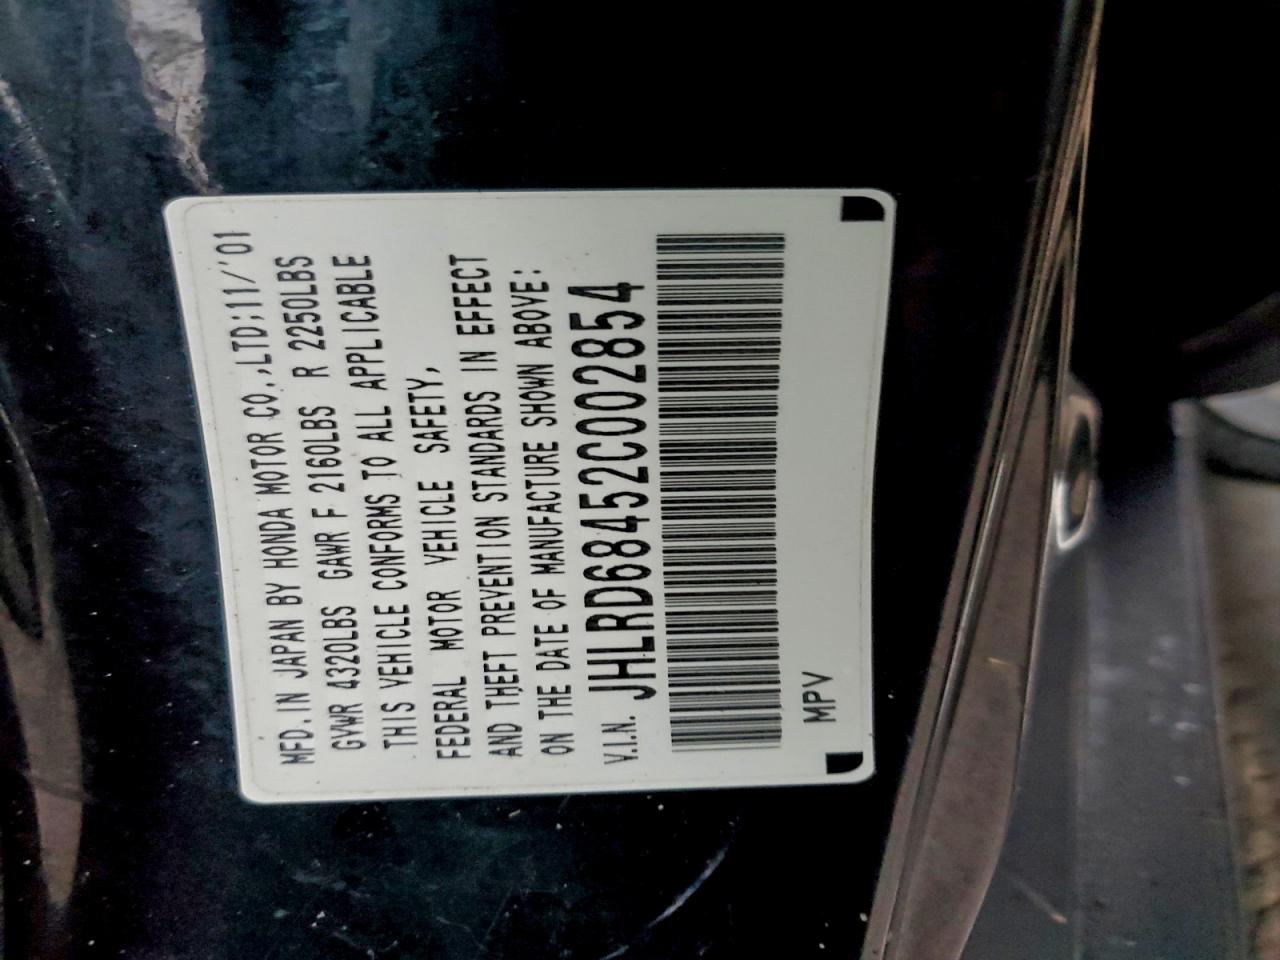 MFD. IN JAPAN BY HONDA MOTOR CO.,LTD;11/'01
GVWR 4320LBS GAWR F 2160LBS R 2250LBS
THIS VEHICLE CONFORMS TO ALL APPLICABLE
FEDERAL MOTOR VEHICLE SAFETY,
AND THEFT PREVENTION STANDARDS IN EFFECT
ON THE DATE OF MANUFACTURE SHOWN ABOVE:
V.I.N. JHLRD68452C002854
MPV